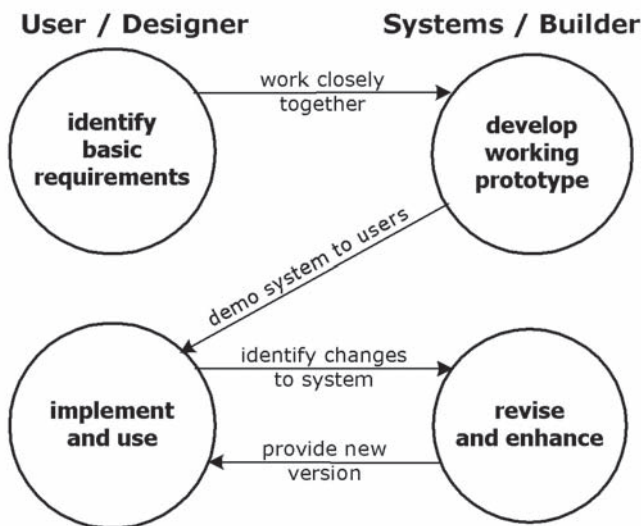 User / Designer
Systems / Builder
work closely
together
identify
basic
requirements
develop
working
prototype
demo system to users
identify changes
to system
implement
and use
revise
and enhance
provide new
version